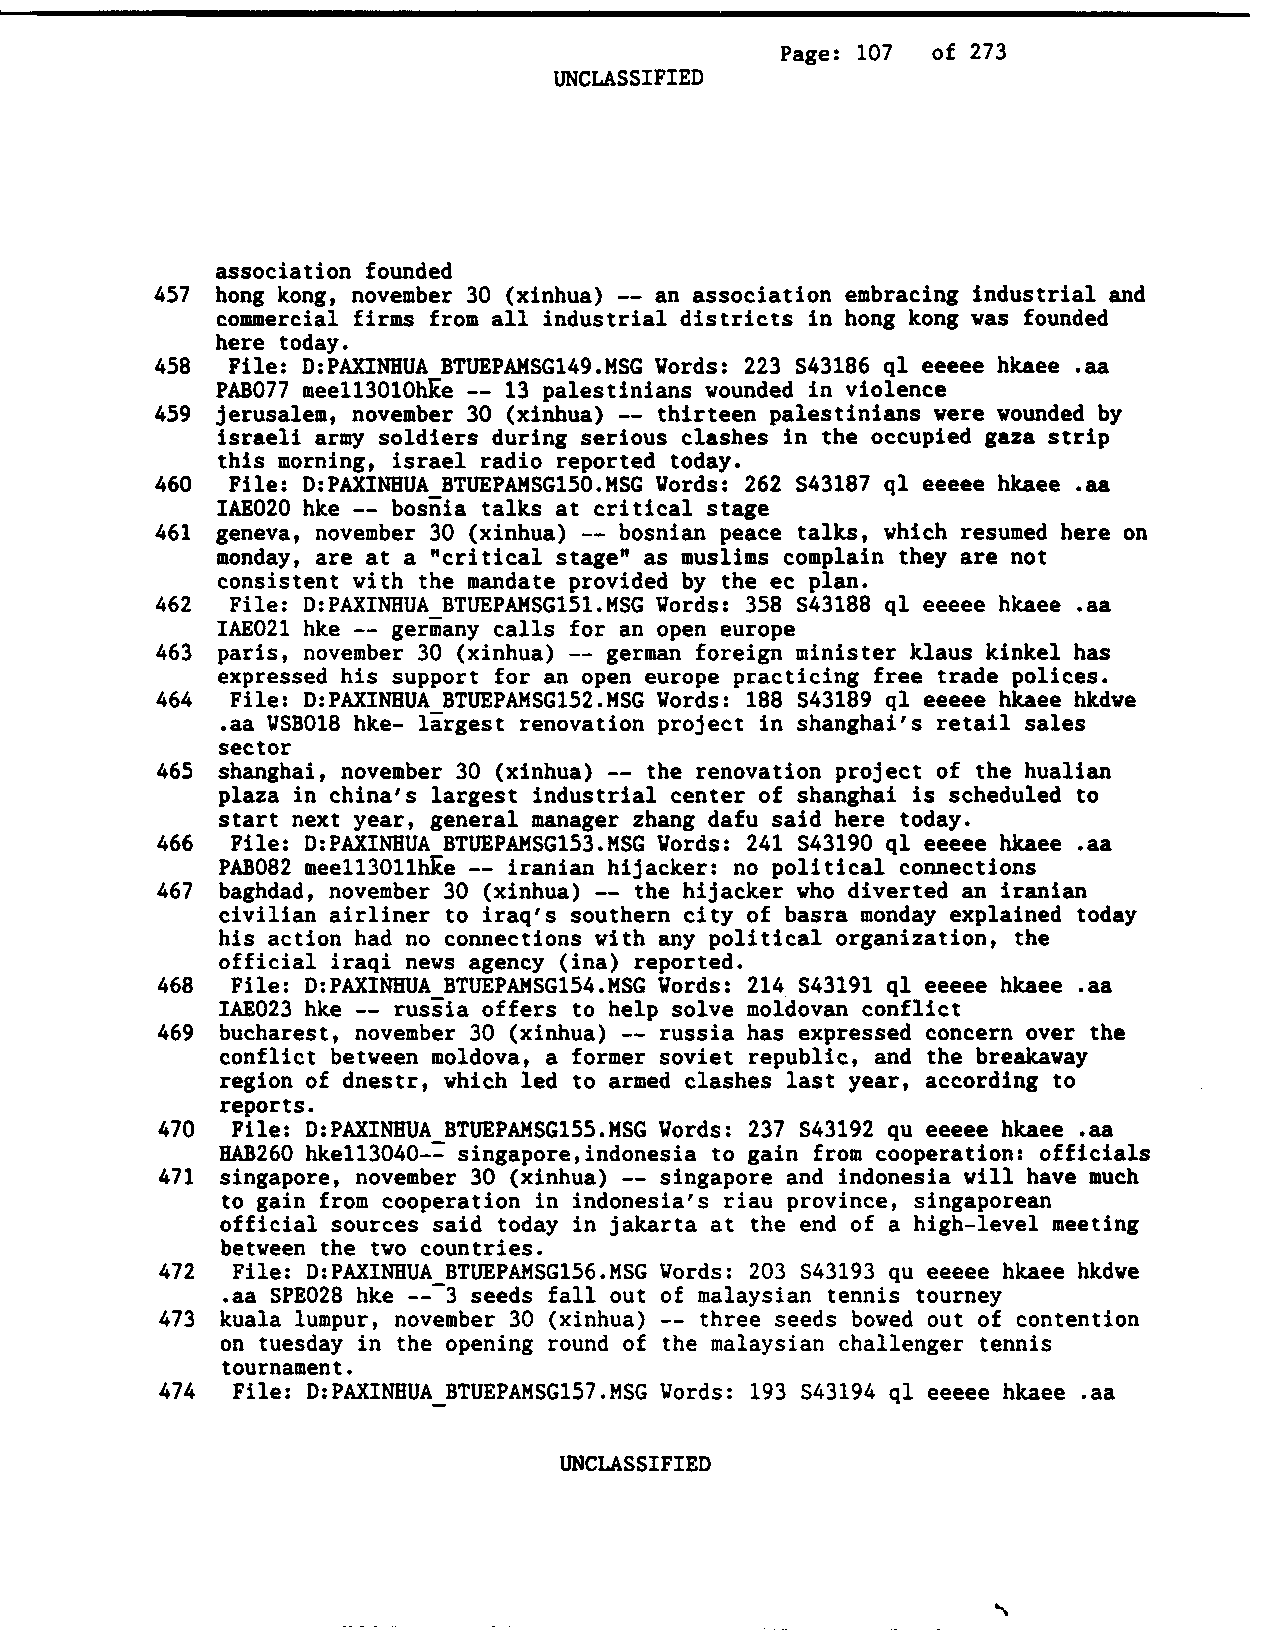 Page: 107 of 273
UNCLASSIFIED
association founded
457 hong kong, november 30 (xinhua) -- an association embracing industrial and
commercial firms from all industrial districts in hong kong was founded
here today.
458 File: D:PAXINHUA_BTUEPAMSG149.MSG Words: 223 S43186 ql eeeee hkaee .aa
PAB077 mee113010hke -- 13 palestinians wounded in violence
459 jerusalem, november 30 (xinhua) -- thirteen palestinians were wounded by
israeli army soldiers during serious clashes in the occupied gaza strip
this morning, israel radio reported today.
460 File: D:PAXINHUA_BTUEPAMSG150.MSG Words: 262 S43187 ql eeeee hkaee .aa
IAE020 hke -- bosnia talks at critical stage
461 geneva, november 30 (xinhua) -- bosnian peace talks, which resumed here on
monday, are at a "critical stage" as muslims complain they are not
consistent with the mandate provided by the ec plan.
462 File: D:PAXINHUA_BTUEPAMSG151.MSG Words: 358 S43188 ql eeeee hkaee .aa
IAE021 hke -- germany calls for an open europe
463 paris, november 30 (xinhua) -- german foreign minister klaus kinkel has
expressed his support for an open europe practicing free trade polices.
464 File: D:PAXINHUA_BTUEPAMSG152.MSG Words: 188 S43189 ql eeeee hkaee hkdwe
.aa WSB018 hke- largest renovation project in shanghai's retail sales
sector
465 shanghai, november 30 (xinhua) -- the renovation project of the hualian
plaza in china's largest industrial center of shanghai is scheduled to
start next year, general manager zhang dafu said here today.
466 File: D:PAXINHUA_BTUEPAMSG153.MSG Words: 241 S43190 ql eeeee hkaee .aa
PAB082 mee113011hke -- iranian hijacker: no political connections
467 baghdad, november 30 (xinhua) -- the hijacker who diverted an iranian
civilian airliner to iraq's southern city of basra monday explained today
his action had no connections with any political organization, the
official iraqi news agency (ina) reported.
468 File: D:PAXINHUA_BTUEPAMSG154.MSG Words: 214 S43191 ql eeeee hkaee .aa
IAE023 hke -- russia offers to help solve moldovan conflict
469 bucharest, november 30 (xinhua) -- russia has expressed concern over the
conflict between moldova, a former soviet republic, and the breakaway
region of dnestr, which led to armed clashes last year, according to
reports.
470 File: D:PAXINHUA_BTUEPAMSG155.MSG Words: 237 S43192 qu eeeee hkaee .aa
HAB260 hke113040-- singapore,indonesia to gain from cooperation: officials
471 singapore, november 30 (xinhua) -- singapore and indonesia will have much
to gain from cooperation in indonesia's riau province, singaporean
official sources said today in jakarta at the end of a high-level meeting
between the two countries.
472 File: D:PAXINHUA_BTUEPAMSG156.MSG Words: 203 S43193 qu eeeee hkaee hkdwe
.aa SPE028 hke -- 3 seeds fall out of malaysian tennis tourney
473 kuala lumpur, november 30 (xinhua) -- three seeds bowed out of contention
on tuesday in the opening round of the malaysian challenger tennis
tournament.
474 File: D:PAXINHUA_BTUEPAMSG157.MSG Words: 193 S43194 ql eeeee hkaee .aa
UNCLASSIFIED